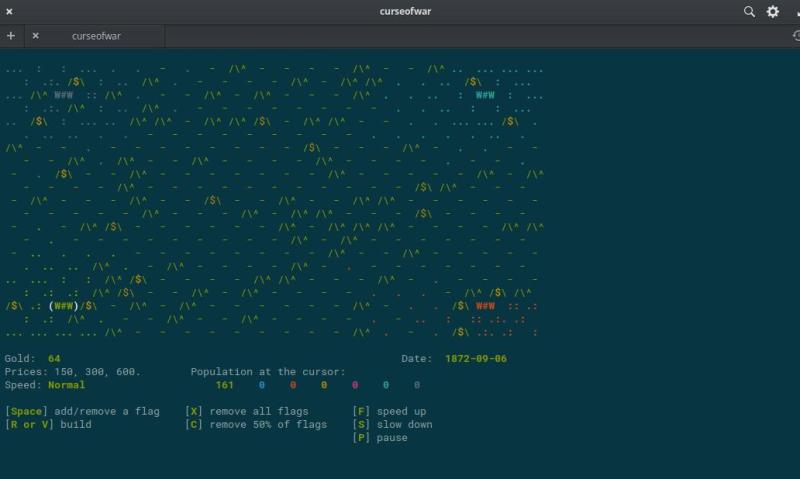 curseofwar
curseofwar
/$\
/$\
W#W
W#W
/$\
/$\
/$\
/$\
/$\
/$\
/$\
/$\
/$\
/$\
/$\
/$\
/$\
/$\
(W#W)
/$\
/$\
W#W
/$\
Gold: 64
Date: 1872-09-06
Prices: 150, 300, 600.
Population at the cursor:
Speed: Normal
161 0 0 0 0 0 0
[Space] add/remove a flag [X] remove all flags [F] speed up
[R or V] build [C] remove 50% of flags [S] slow down
[P] pause